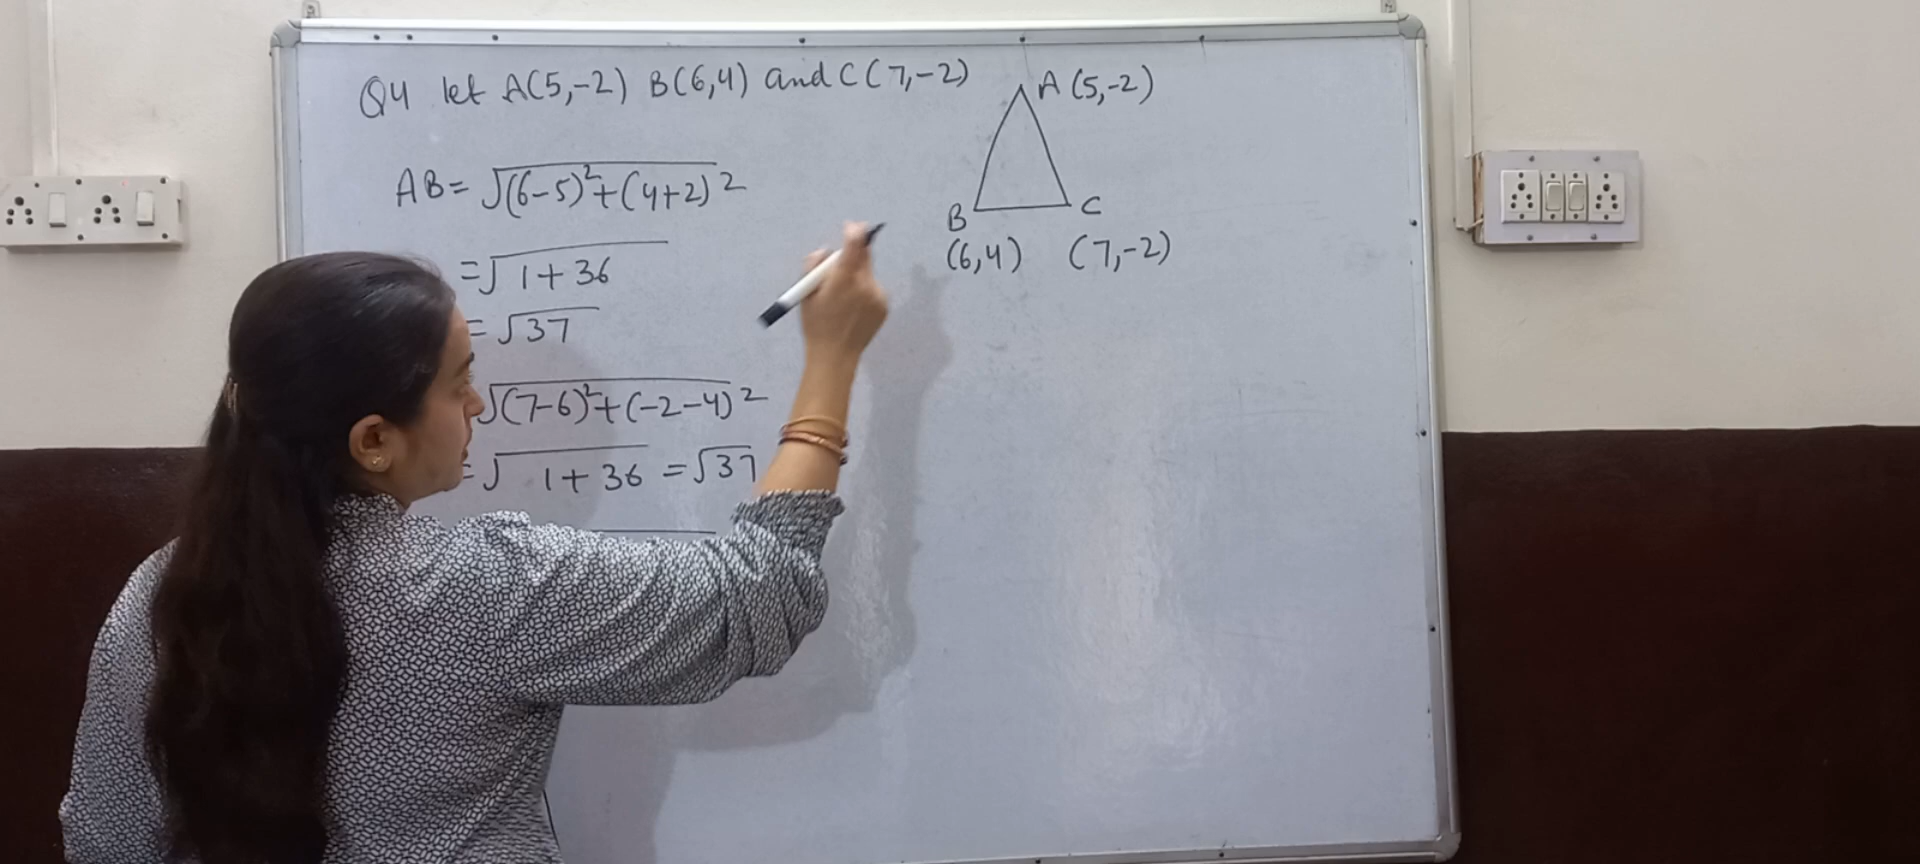 Q4 let A(5,-2) B(6,4) and C(7,-2)
AB = √(6-5)²+(4+2)²
= √1+36
= √37
√(7-6)²+(-2-4)²
= √1+36 = √37
A (5,-2)
B C
(6,4) (7,-2)